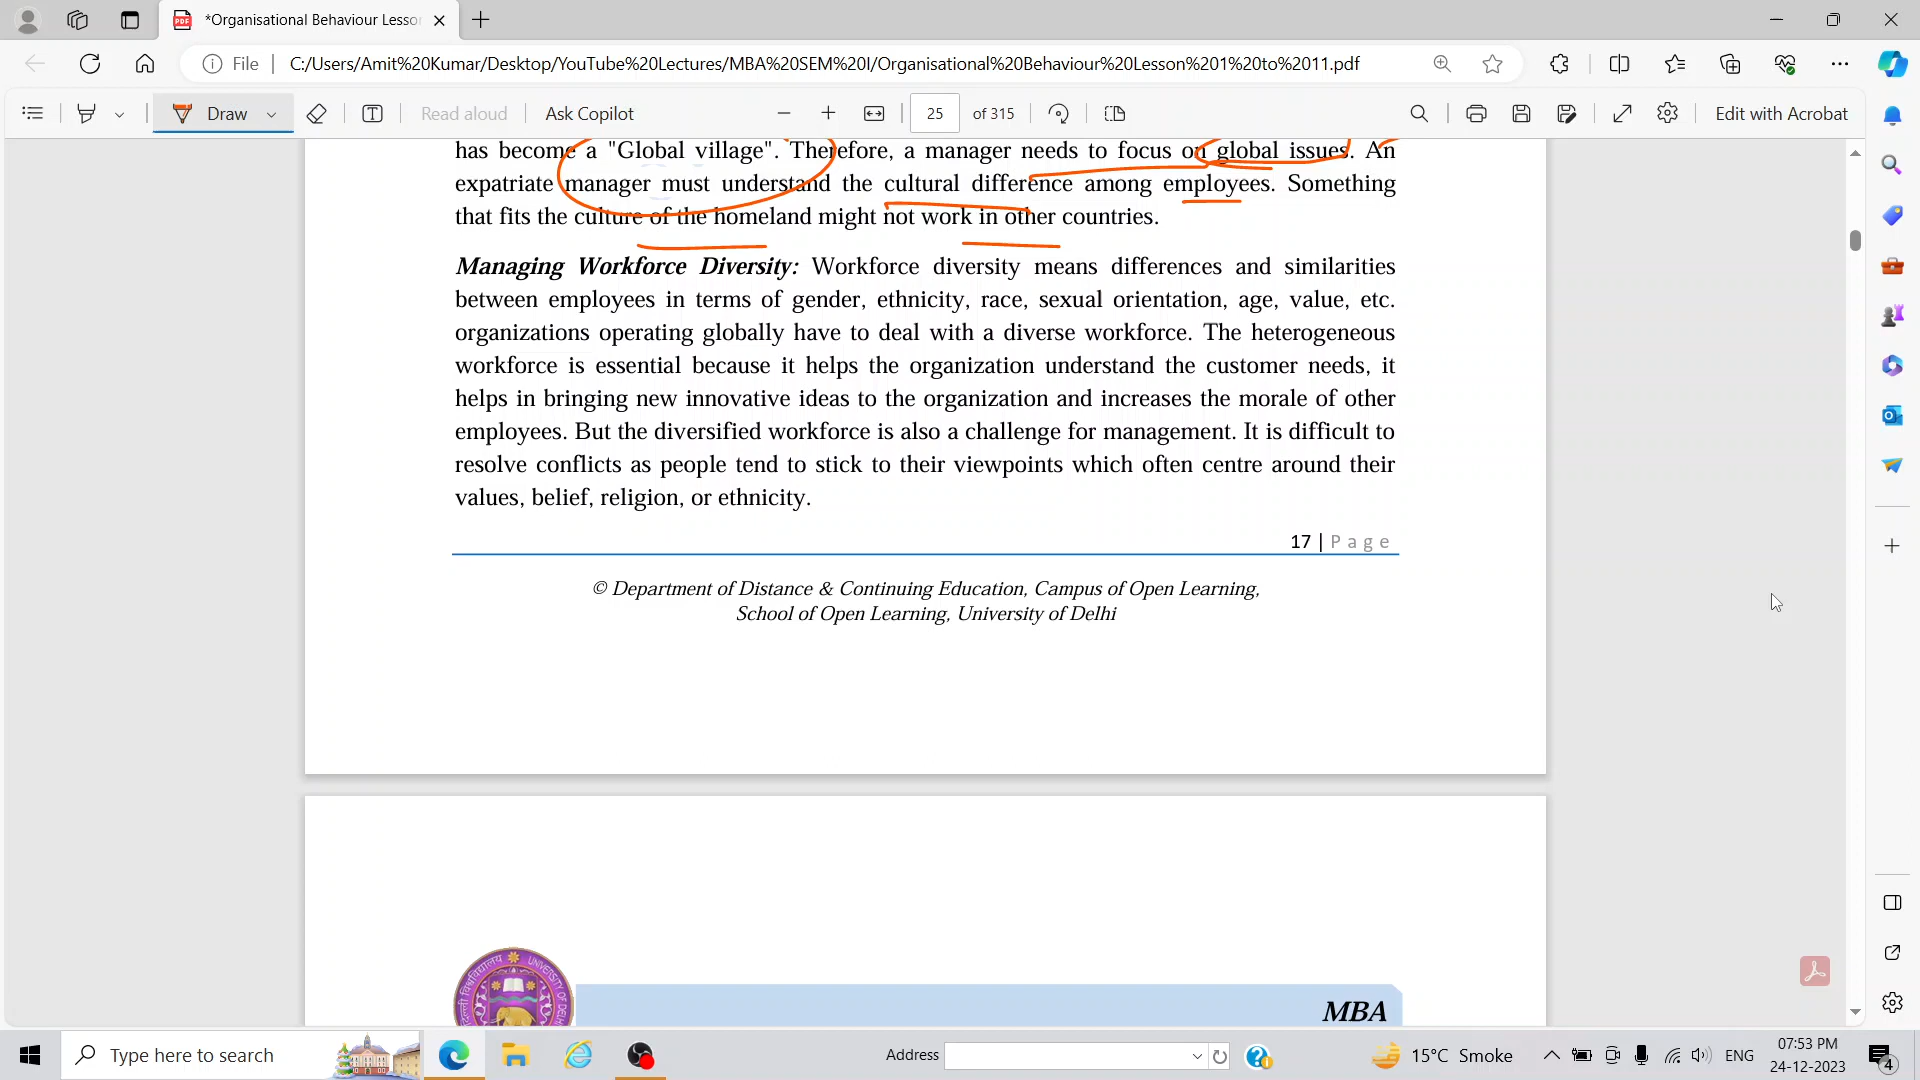 *Organisational Behaviour Lesso
File
C:/Users/Amit%20Kumar/Desktop/YouTube%20Lectures/MBA%20SEM%20I/Organisational%20Behaviour%20Lesson%201%20to%2011.pdf
Draw
Read aloud
Ask Copilot
25 of 315
Edit with Acrobat
has become a "Global village". Therefore, a manager needs to focus on global issues. An
expatriate manager must understand the cultural difference among employees. Something
that fits the culture of the homeland might not work in other countries.
Managing Workforce Diversity: Workforce diversity means differences and similarities
between employees in terms of gender, ethnicity, race, sexual orientation, age, value, etc.
organizations operating globally have to deal with a diverse workforce. The heterogeneous
workforce is essential because it helps the organization understand the customer needs, it
helps in bringing new innovative ideas to the organization and increases the morale of other
employees. But the diversified workforce is also a challenge for management. It is difficult to
resolve conflicts as people tend to stick to their viewpoints which often centre around their
values, belief, religion, or ethnicity.
17 | Page
© Department of Distance & Continuing Education, Campus of Open Learning,
School of Open Learning, University of Delhi
MBA
Type here to search
Address
15°C Smoke
ENG
07:53 PM
24-12-2023
4